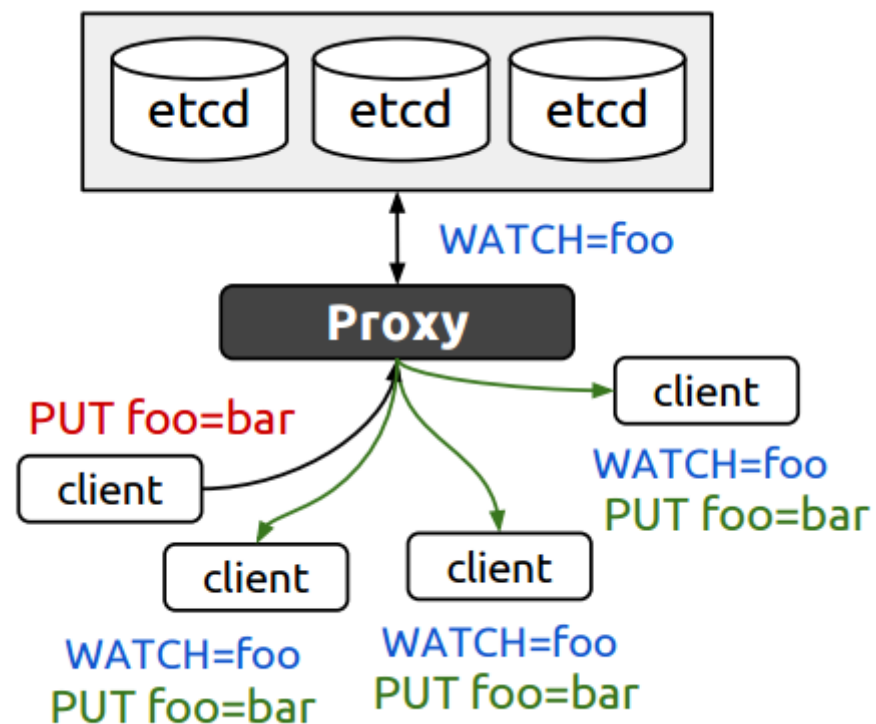 etcd
etcd
etcd
WATCH=foo
Proxy
PUT foo=bar
client
client
WATCH=foo
PUT foo=bar
client
WATCH=foo
PUT foo=bar
client
WATCH=foo
PUT foo=bar